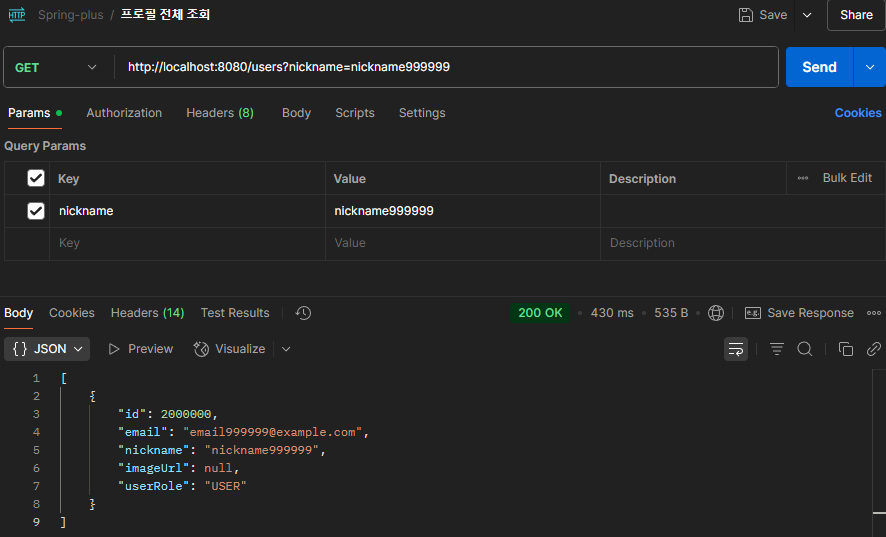 HTTP Spring-plus / 프로필 전체 조회 Save Share
GET http://localhost:8080/users?nickname=nickname999999 Send
Params Authorization Headers (8) Body Scripts Settings Cookies
Query Params
Key Value Description Bulk Edit
nickname nickname999999
Key Value Description
Body Cookies Headers (14) Test Results 200 OK 430 ms 535 B e.g. Save Response
{} JSON Preview Visualize
1 [
2 {
3 "id": 2000000,
4 "email": "email999999@example.com",
5 "nickname": "nickname999999",
6 "imageUrl": null,
7 "userRole": "USER"
8 }
9 ]